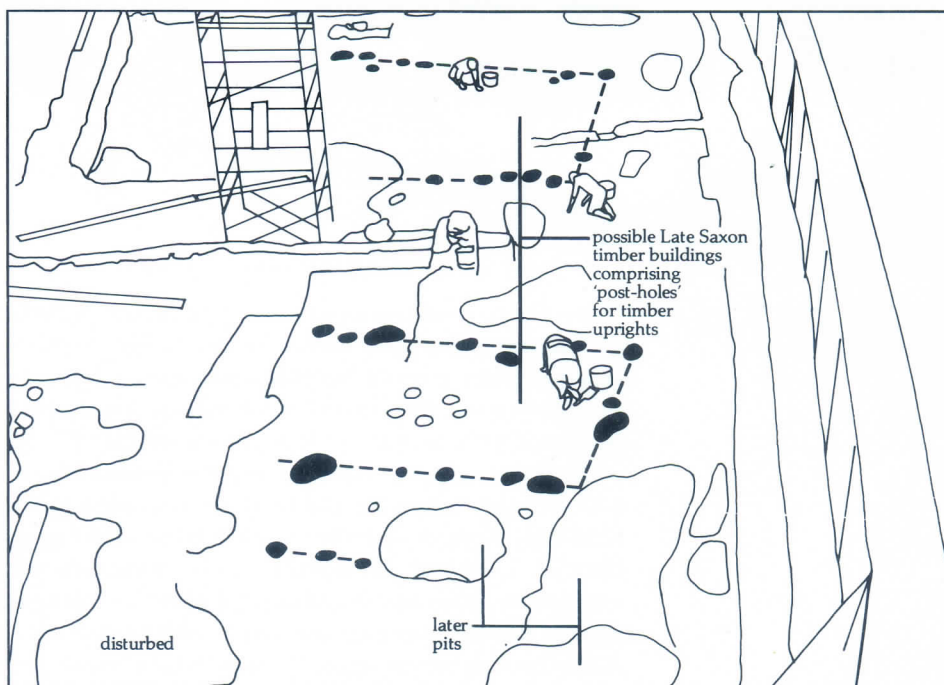 possible Late Saxon
timber buildings
comprising
'post-holes'
for timber
uprights
disturbed
later
pits